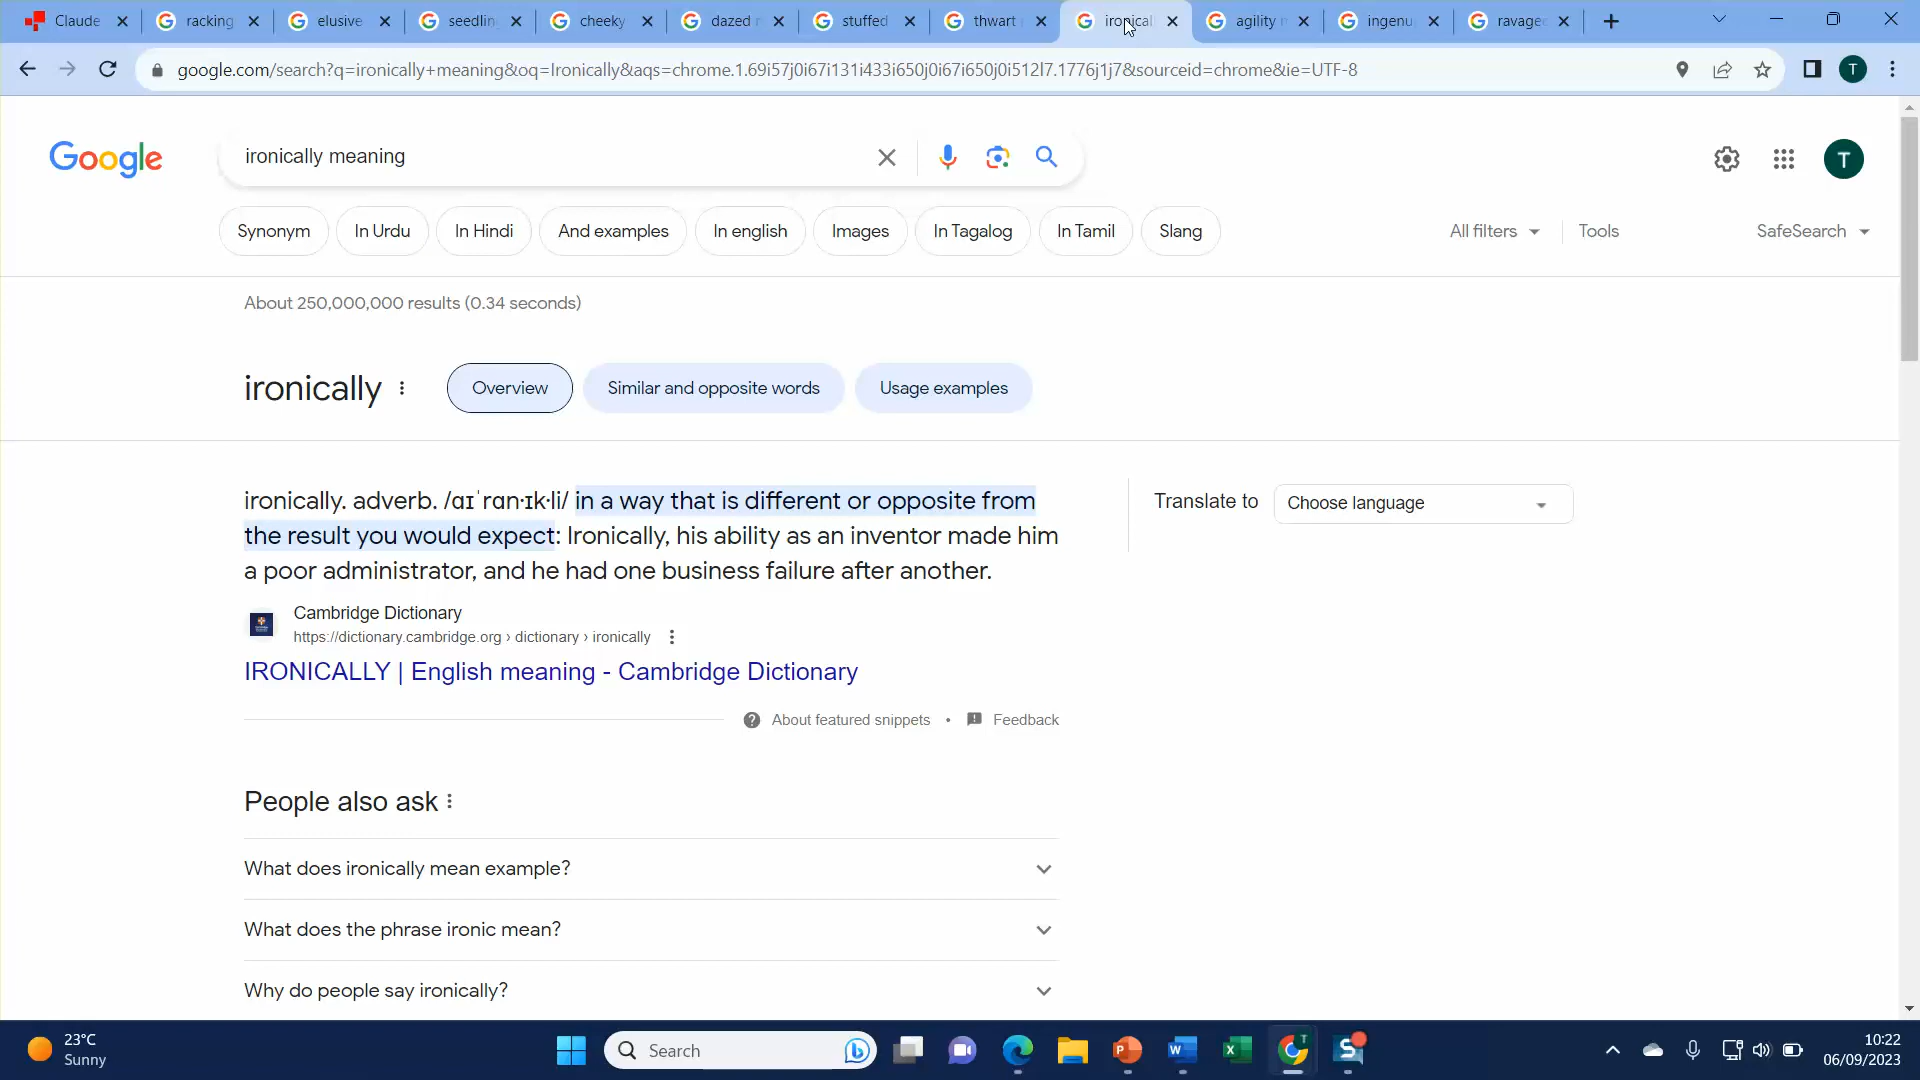 Claude
racking
elusive
seedlin
cheeky
dazed
stuffed
thwart
ironical
agility
ingenu
ravaged
google.com/search?q=ironically+meaning&oq=Ironically&aqs=chrome.1.69i57j0i67i131i433i650j0i67i650j0i512l7.1776j1j7&sourceid=chrome&ie=UTF-8
T
Google
ironically meaning
T
Synonym
In Urdu
In Hindi
And examples
In english
Images
In Tagalog
In Tamil
Slang
All filters
Tools
SafeSearch
About 250,000,000 results (0.34 seconds)
ironically
Overview
Similar and opposite words
Usage examples
ironically. adverb. /aɪˈrɑn·ɪk·li/ in a way that is different or opposite from
the result you would expect: Ironically, his ability as an inventor made him
a poor administrator, and he had one business failure after another.
Translate to
Choose language
Cambridge Dictionary
https://dictionary.cambridge.org › dictionary › ironically
IRONICALLY | English meaning - Cambridge Dictionary
About featured snippets • Feedback
People also ask
What does ironically mean example?
What does the phrase ironic mean?
Why do people say ironically?
23°C
Sunny
Search
10:22
06/09/2023